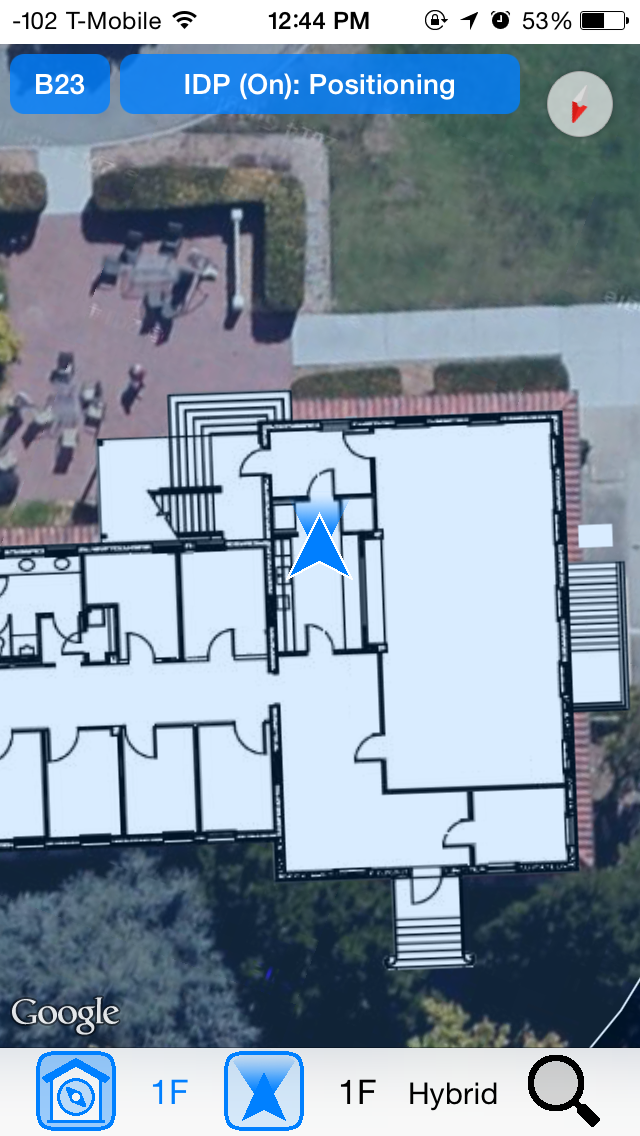 -102 T-Mobile 12:44 PM 53%
B23 IDP (On): Positioning
Google
1F 1F Hybrid